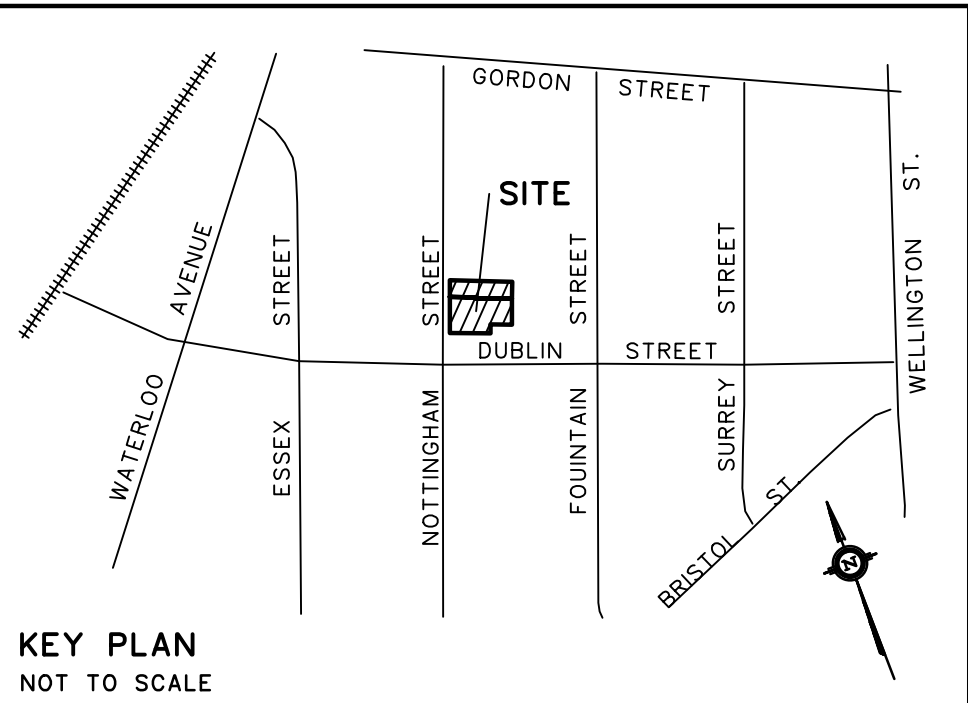 GORDON STREET
SITE
WATERLOO AVENUE
ESSEX STREET
NOTTINGHAM STREET
FOUINTAIN STREET
SURREY STREET
WELLINGTON ST.
DUBLIN STREET
BRISTOL ST.
N
KEY PLAN
NOT TO SCALE